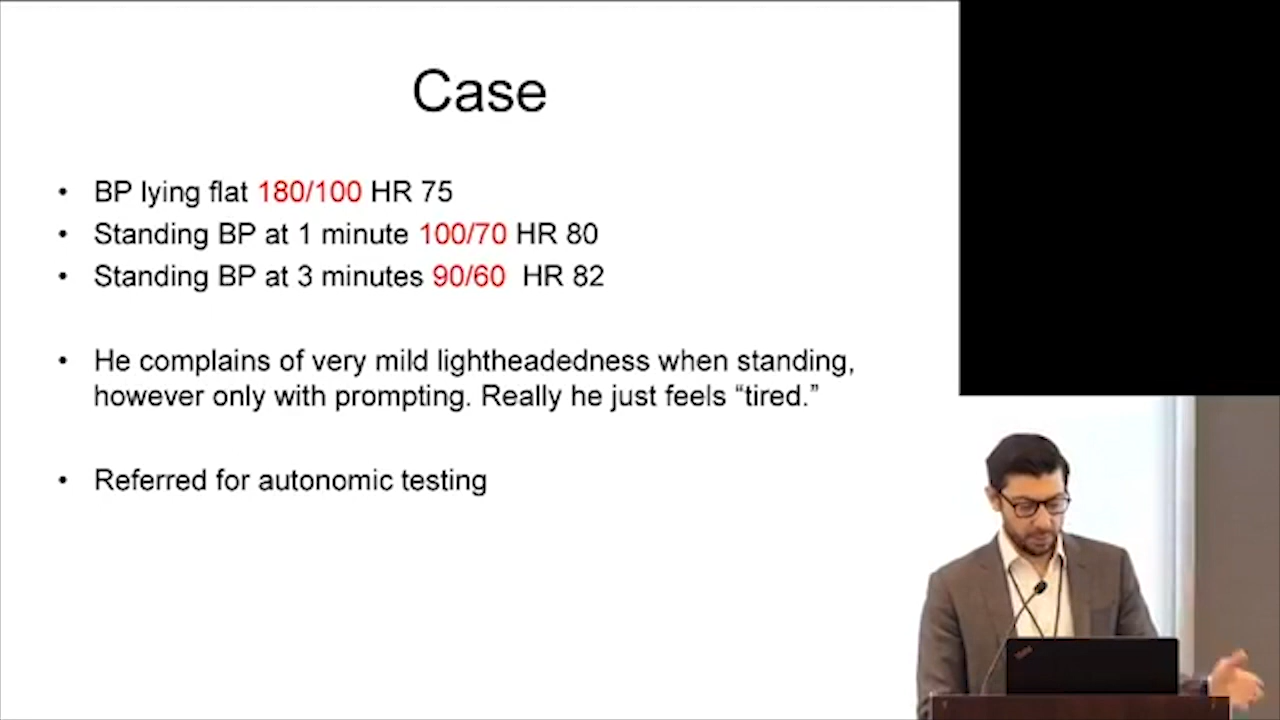 Case
• BP lying flat 180/100 HR 75
• Standing BP at 1 minute 100/70 HR 80
• Standing BP at 3 minutes 90/60 HR 82
• He complains of very mild lightheadedness when standing,
however only with prompting. Really he just feels “tired.”
• Referred for autonomic testing